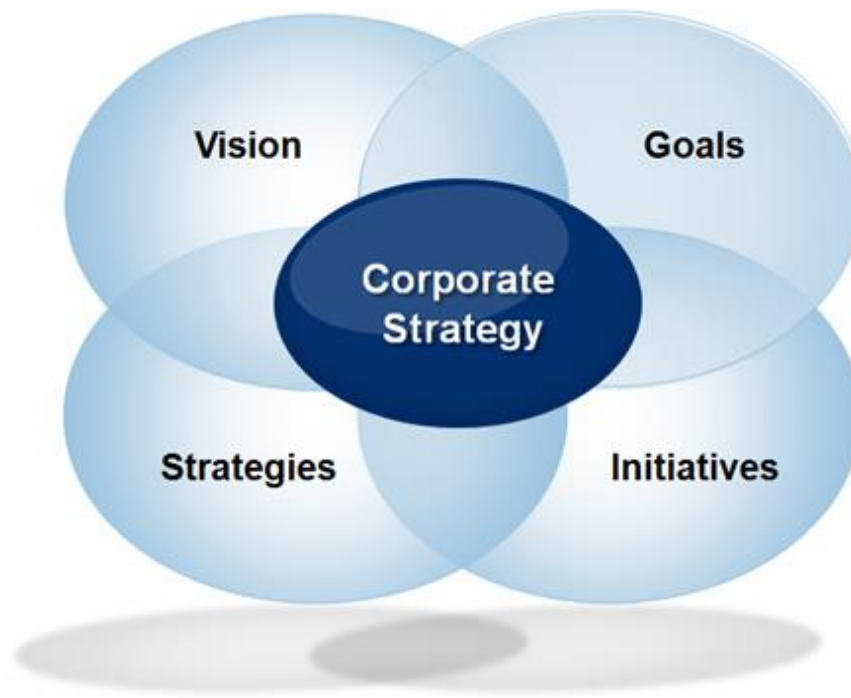 Vision
Goals
Corporate
Strategy
Strategies
Initiatives